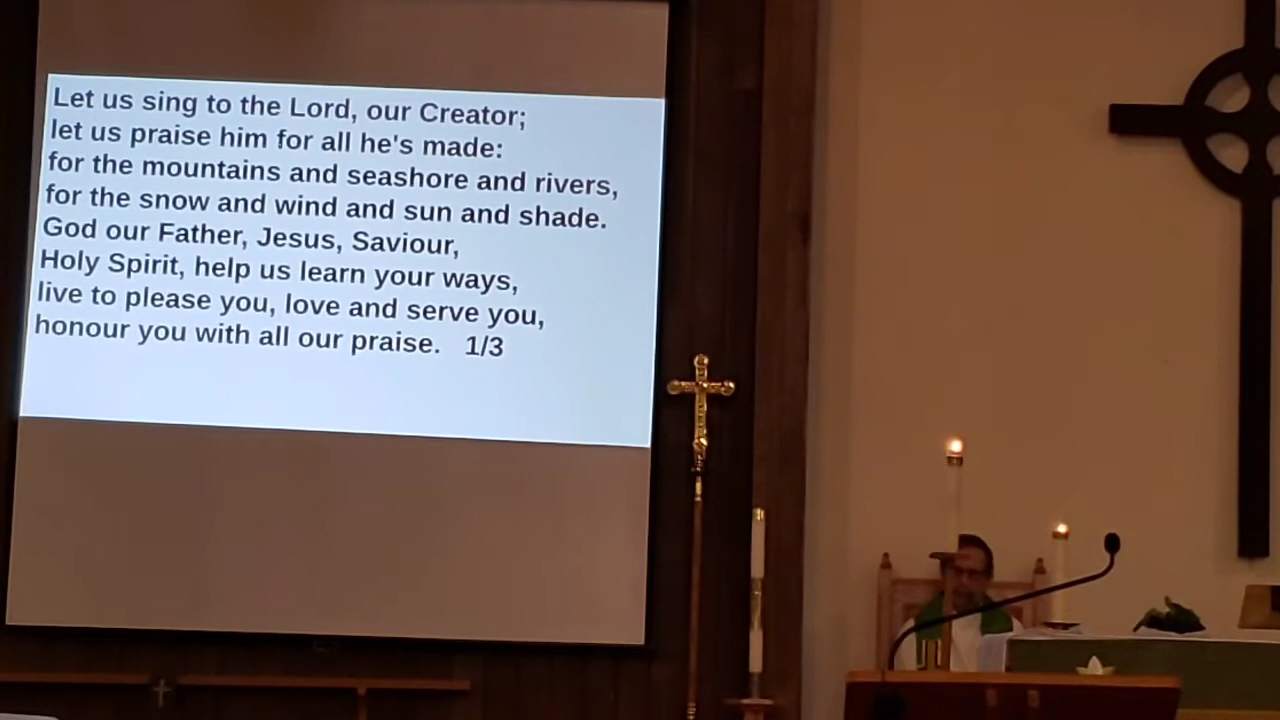 Let us sing to the Lord, our Creator;
let us praise him for all he's made:
for the mountains and seashore and rivers,
for the snow and wind and sun and shade.
God our Father, Jesus, Saviour,
Holy Spirit, help us learn your ways,
live to please you, love and serve you,
honour you with all our praise. 1/3